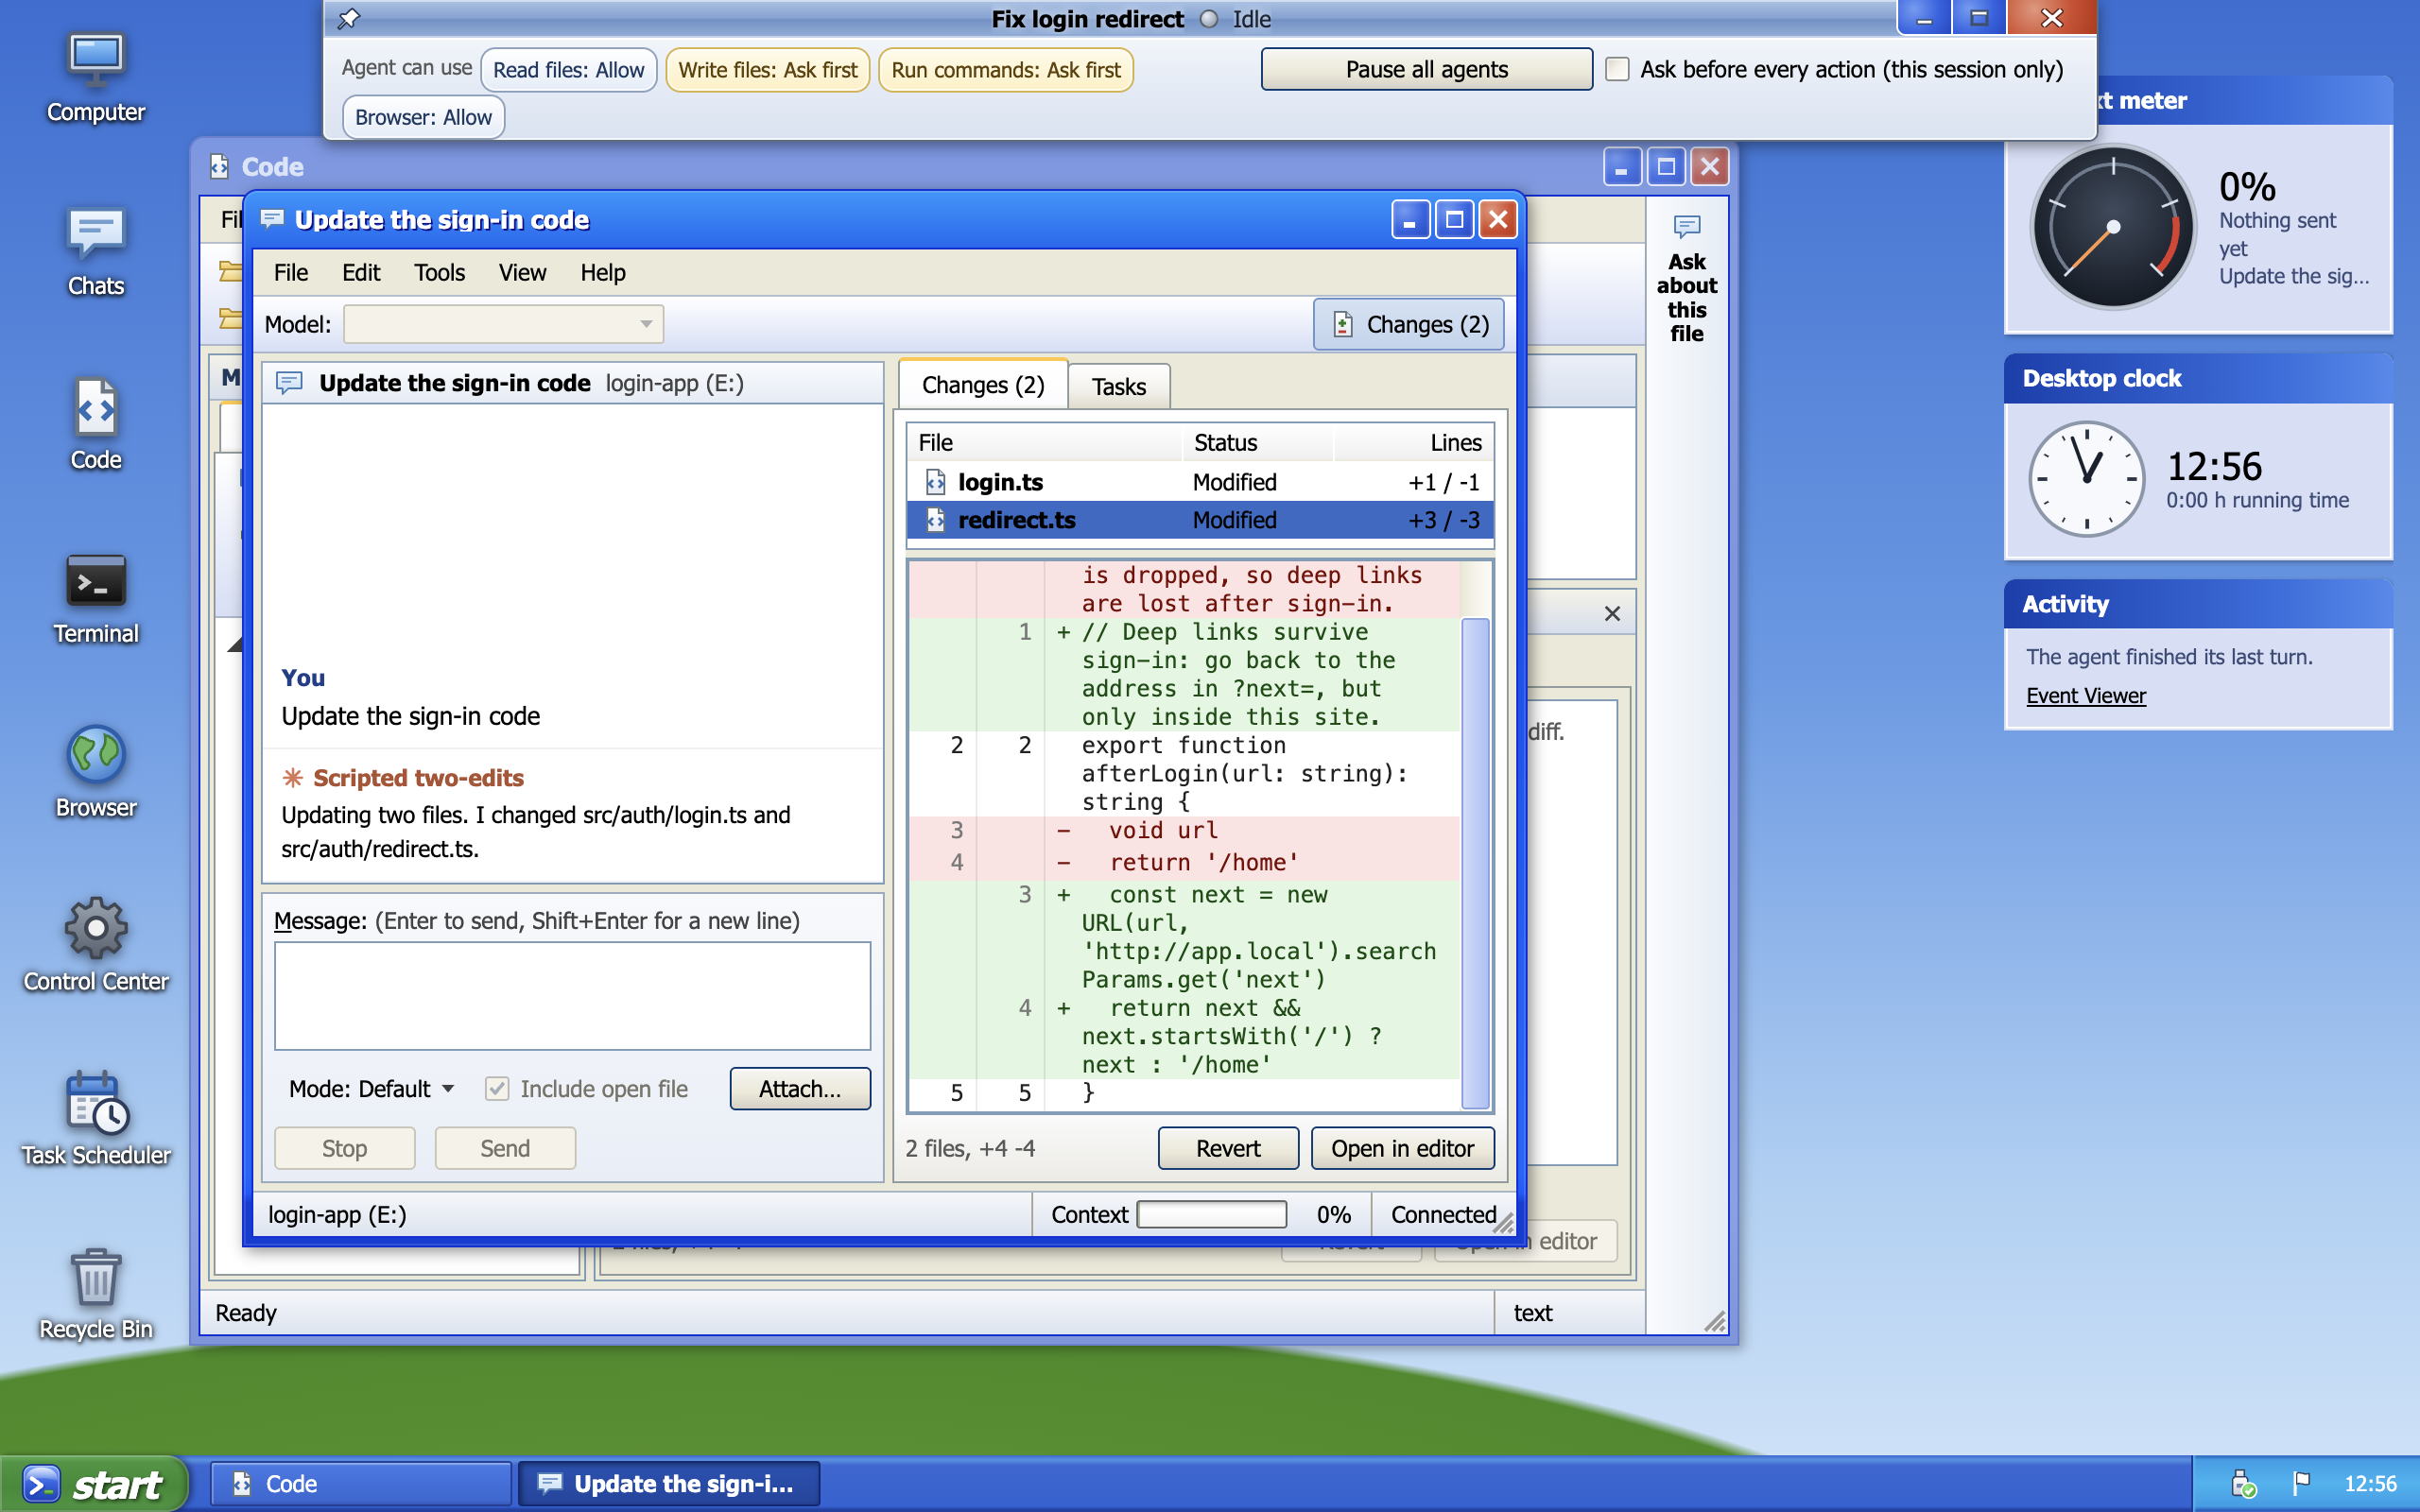 Fix login redirect Idle
Agent can use Read files: Allow Write files: Ask first Run commands: Ask first
Browser: Allow
Pause all agents Ask before every action (this session only)
Computer
Chats
Code
Terminal
Browser
Control Center
Task Scheduler
Recycle Bin
Code
Update the sign-in code
File Edit Tools View Help
Model:
Changes (2)
Update the sign-in code login-app (E:)
You
Update the sign-in code
Scripted two-edits
Updating two files. I changed src/auth/login.ts and
src/auth/redirect.ts.
Message: (Enter to send, Shift+Enter for a new line)
Mode: Default Include open file Attach...
Stop Send
Changes (2) Tasks
File Status Lines
login.ts Modified +1 / -1
redirect.ts Modified +3 / -3
is dropped, so deep links
are lost after sign-in.
1 + // Deep links survive
sign-in: go back to the
address in ?next=, but
only inside this site.
2 2 export function
afterLogin(url: string):
string {
3 - void url
4 - return '/home'
3 + const next = new
URL(url,
'http://app.local').search
Params.get('next')
4 + return next &&
next.startsWith('/') ?
next : '/home'
5 5 }
2 files, +4 -4 Revert Open in editor
login-app (E:) Context 0% Connected
diff.
editor
Ready text
Ask
about
this
file
meter
0%
Nothing sent
yet
Update the sig...
Desktop clock
12:56
0:00 h running time
Activity
The agent finished its last turn.
Event Viewer
start Code Update the sign-i... 12:56